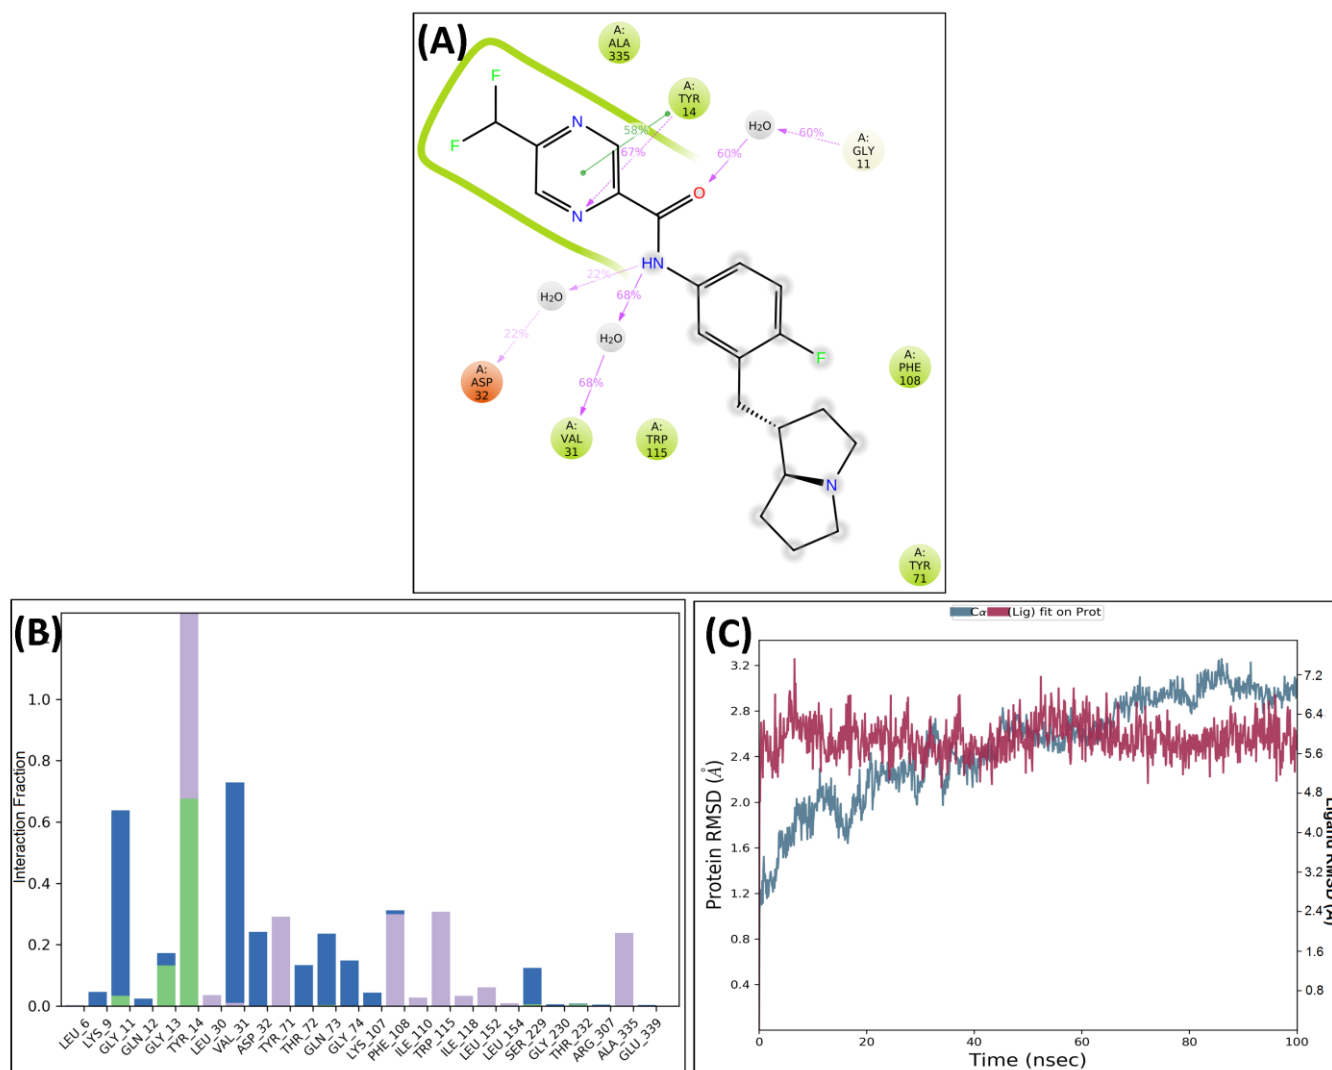 (A)
A:
ALA
335
F
A:
TYR
14
F
N
58%
67%
H₂O
60%
A:
GLY
11
60%
N
O
HN
22%
H₂O
68%
22%
H₂O
F
A:
PHE
108
A:
ASP
32
68%
A:
VAL
31
A:
TRP
115
N
A:
TYR
71
(B)
Interaction Fraction
1.0
0.8
0.6
0.4
0.2
0.0
LEU_6
LYS_9
GLY_11
GLN_12
GLY_13
TYR_14
LEU_30
VAL_31
ASP_32
TYR_71
THR_72
GLN_73
GLY_74
LYS_107
PHE_108
ILE_110
TRP_115
ILE_118
LEU_152
LEU_154
SER_229
GLY_230
THR_232
ARG_307
ALA_335
GLU_339
(C)
Cα
(Lig) fit on Prot
Protein RMSD (Å)
3.2
2.8
2.4
2.0
1.6
1.2
0.8
0.4
7.2
6.4
5.6
4.8
4.0
3.2
2.4
1.6
0.8
Ligand RMSD (Å)
0
20
40
60
80
100
Time (nsec)